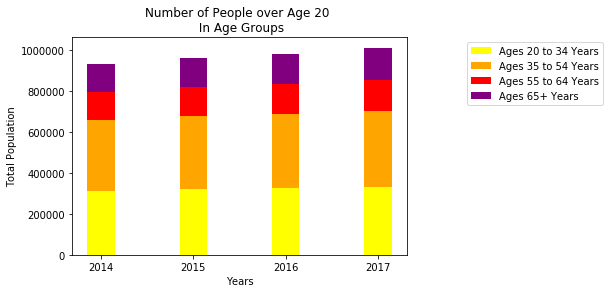 Number of People over Age 20
In Age Groups
Total Population
1000000
800000
600000
400000
200000
0
2014
2015
2016
2017
Years
Ages 20 to 34 Years
Ages 35 to 54 Years
Ages 55 to 64 Years
Ages 65+ Years